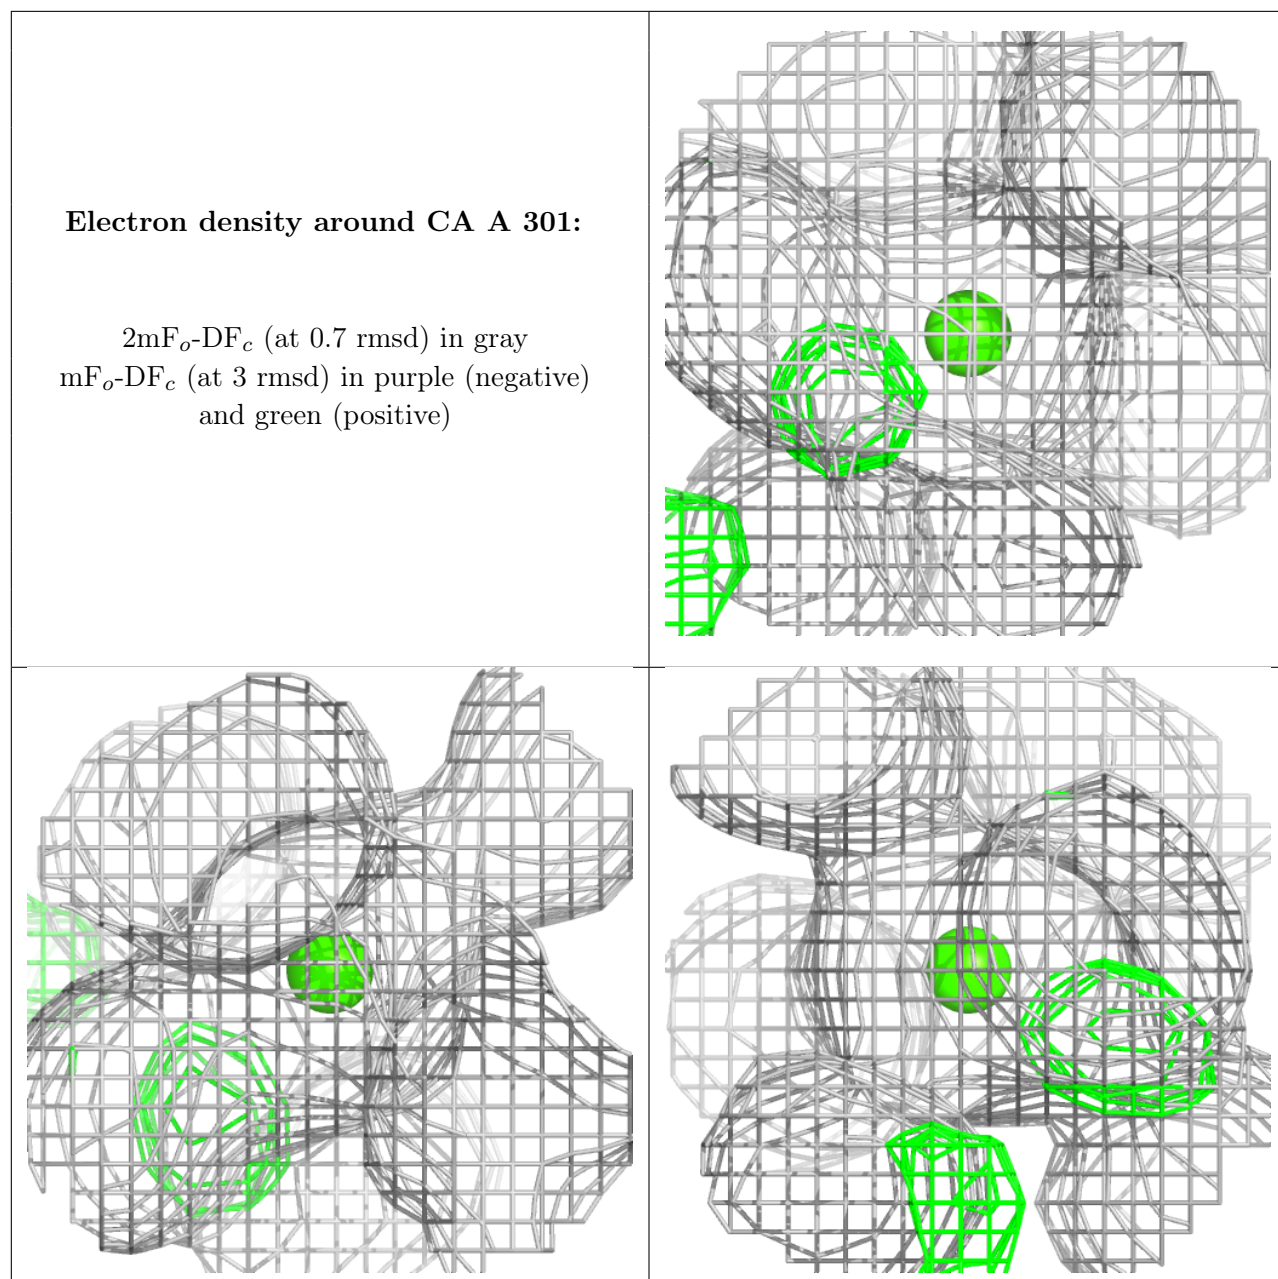 Electron density around CA A 301:
2mFo-DFc (at 0.7 rmsd) in gray
mFo-DFc (at 3 rmsd) in purple (negative)
and green (positive)